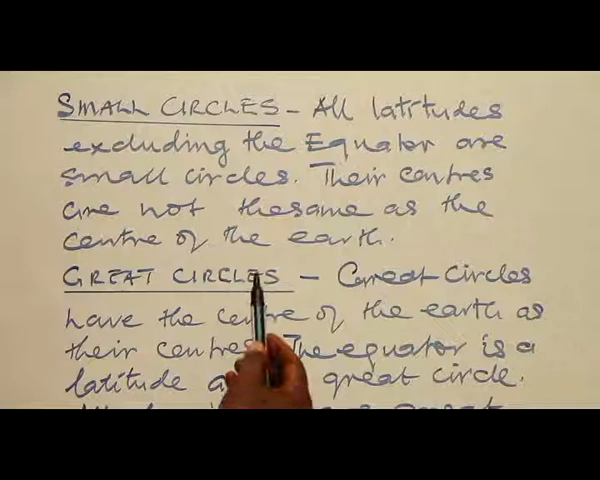 SMALL CIRCLES - All latitudes
excluding the Equator are
small circles. Their centres
are not thesame as the
centre of the earth.
GREAT CIRCLES - Great Circles
have the centre of the earth as
their centres. The equator is a
latitude a great circle.